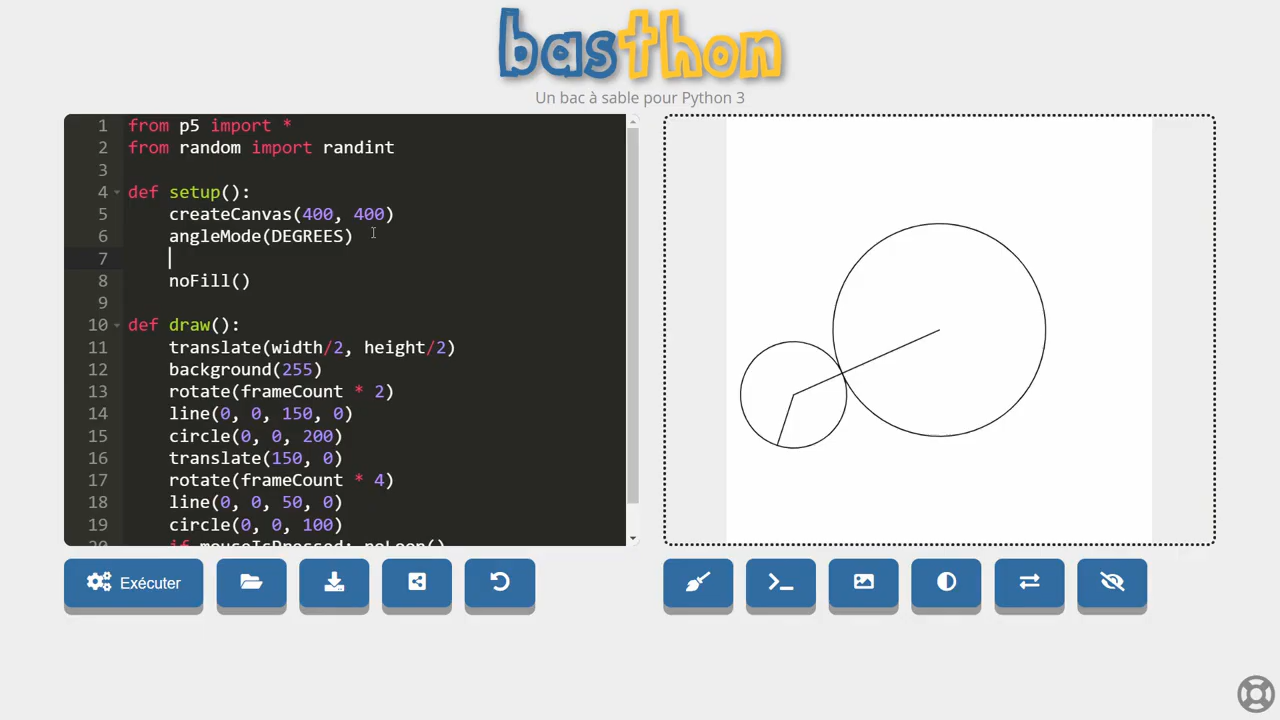 basthon
Un bac à sable pour Python 3
1 from p5 import *
2 from random import randint
3
4 def setup():
5     createCanvas(400, 400)
6     angleMode(DEGREES)
7
8     noFill()
9
10 def draw():
11     translate(width/2, height/2)
12     background(255)
13     rotate(frameCount * 2)
14     line(0, 0, 150, 0)
15     circle(0, 0, 200)
16     translate(150, 0)
17     rotate(frameCount * 4)
18     line(0, 0, 50, 0)
19     circle(0, 0, 100)
20     if mouseIsPressed: noLoop()
Exécuter